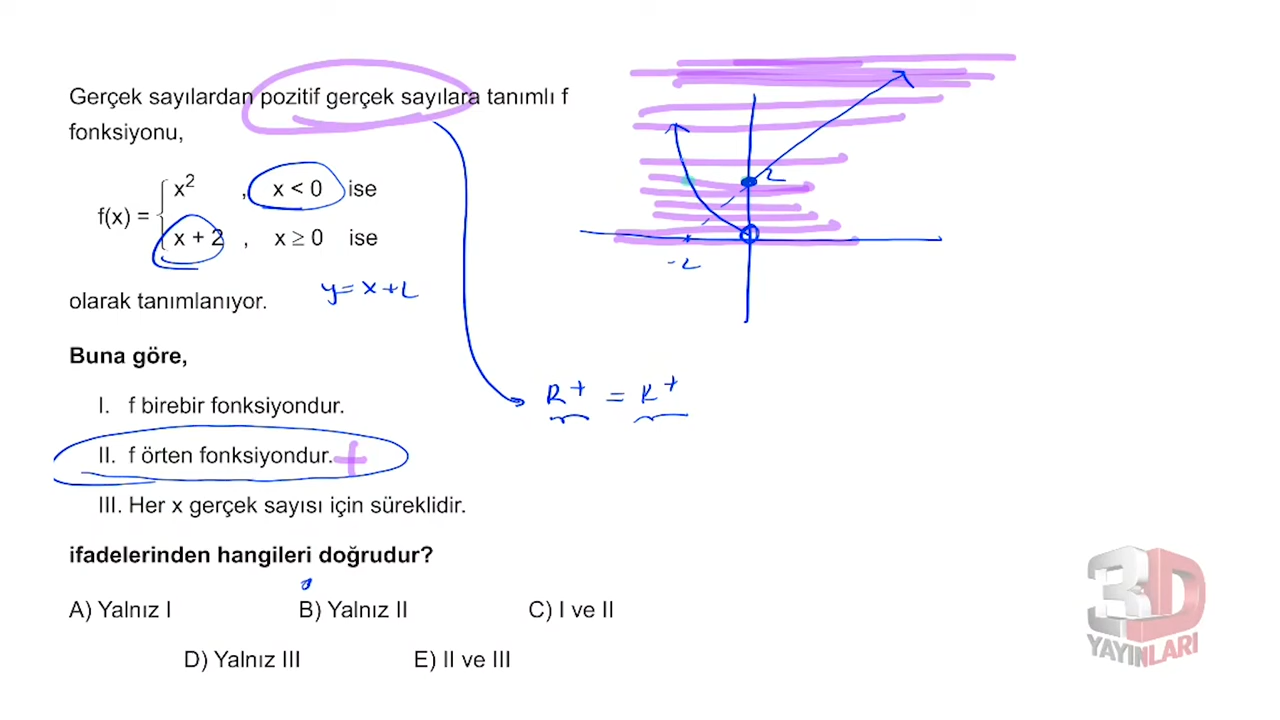 Gerçek sayılardan pozitif gerçek sayılara tanımlı f
fonksiyonu,
f(x) = { x² , x < 0 ise
x + 2 , x ≥ 0 ise
olarak tanımlanıyor.
y = x + 2
Buna göre,
I. f birebir fonksiyondur.
II. f örten fonksiyondur.
III. Her x gerçek sayısı için süreklidir.
ifadelerinden hangileri doğrudur?
A) Yalnız I B) Yalnız II C) I ve II
D) Yalnız III E) II ve III
2
-2
R⁺ = R⁺
3D
YAYINLARI